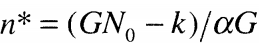 n* = (GN₀ − k)/αG